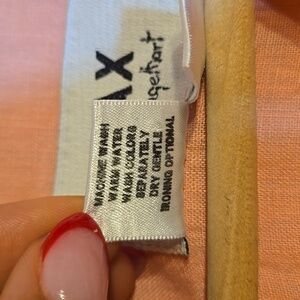 AX
MACHINE WASH
WARM WATER
WASH COLORS
SEPARATELY
DRY GENTLE
IRONING OPTIONAL